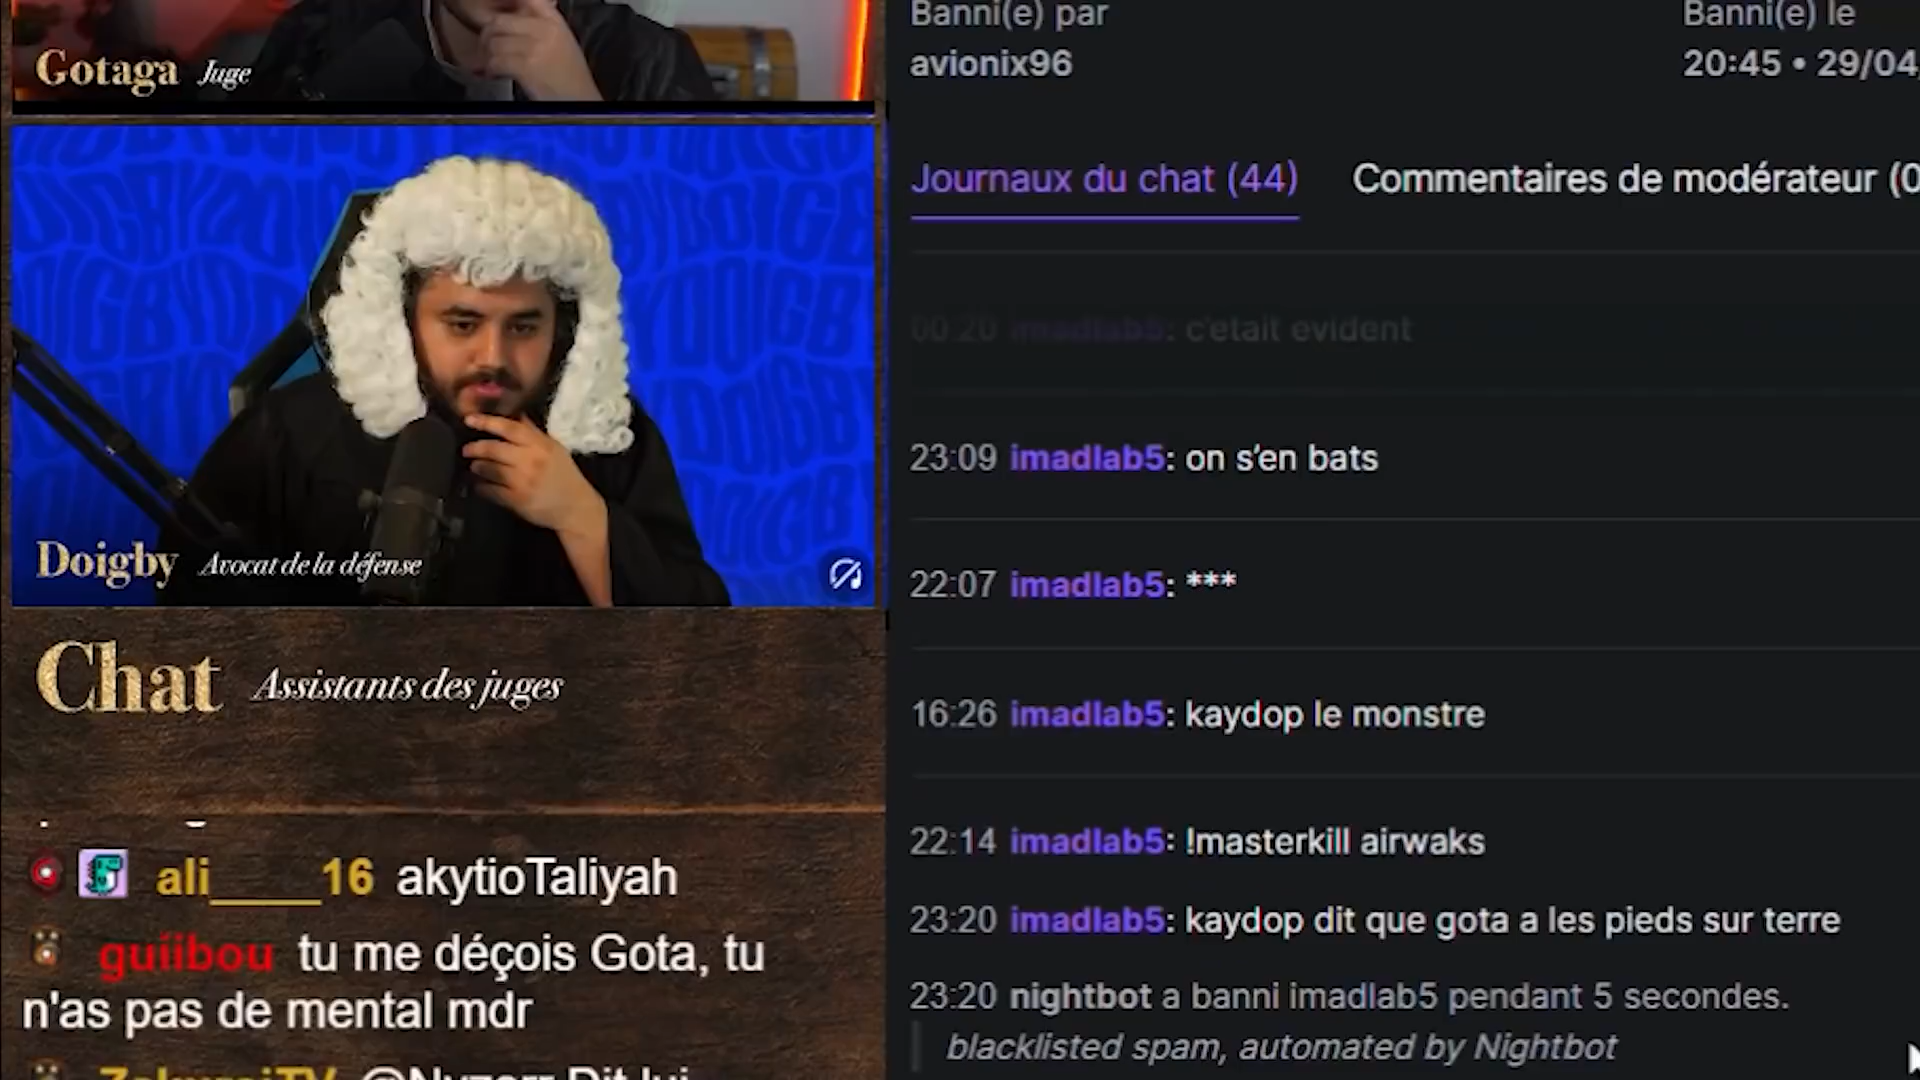 Gotaga Juge
Doigby Avocat de la défense
Chat Assistants des juges
ali_____16 akytioTaliyah
guiibou tu me déçois Gota, tu
n'as pas de mental mdr
Banni(e) par
avionix96
Banni(e) le
20:45 • 29/04
Journaux du chat (44)
Commentaires de modérateur (0
00:20 imadlab5: c'etait evident
23:09 imadlab5: on s'en bats
22:07 imadlab5: ***
16:26 imadlab5: kaydop le monstre
22:14 imadlab5: !masterkill airwaks
23:20 imadlab5: kaydop dit que gota a les pieds sur terre
23:20 nightbot a banni imadlab5 pendant 5 secondes.
blacklisted spam, automated by Nightbot